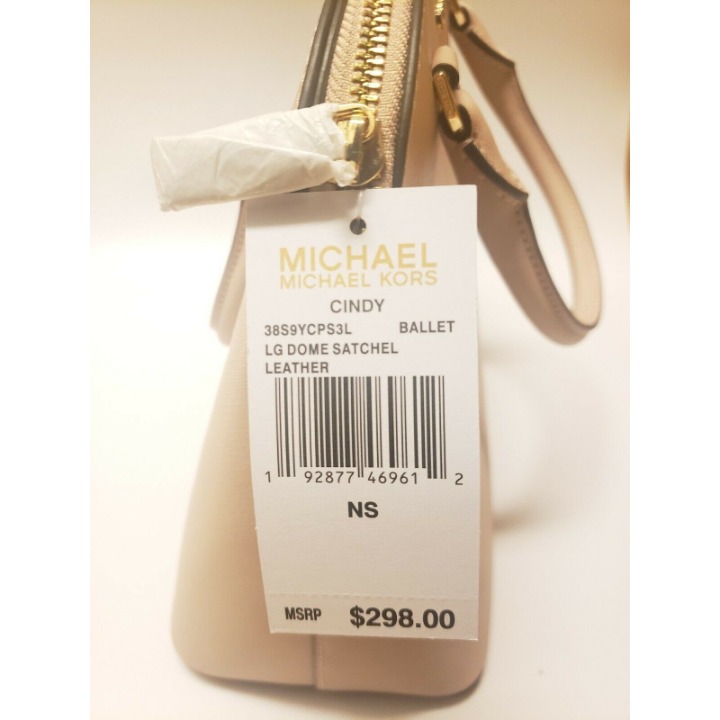 MICHAEL
MICHAEL KORS
CINDY
38S9YCPS3L BALLET
LG DOME SATCHEL
LEATHER
1 92877 46961 2
NS
MSRP $298.00